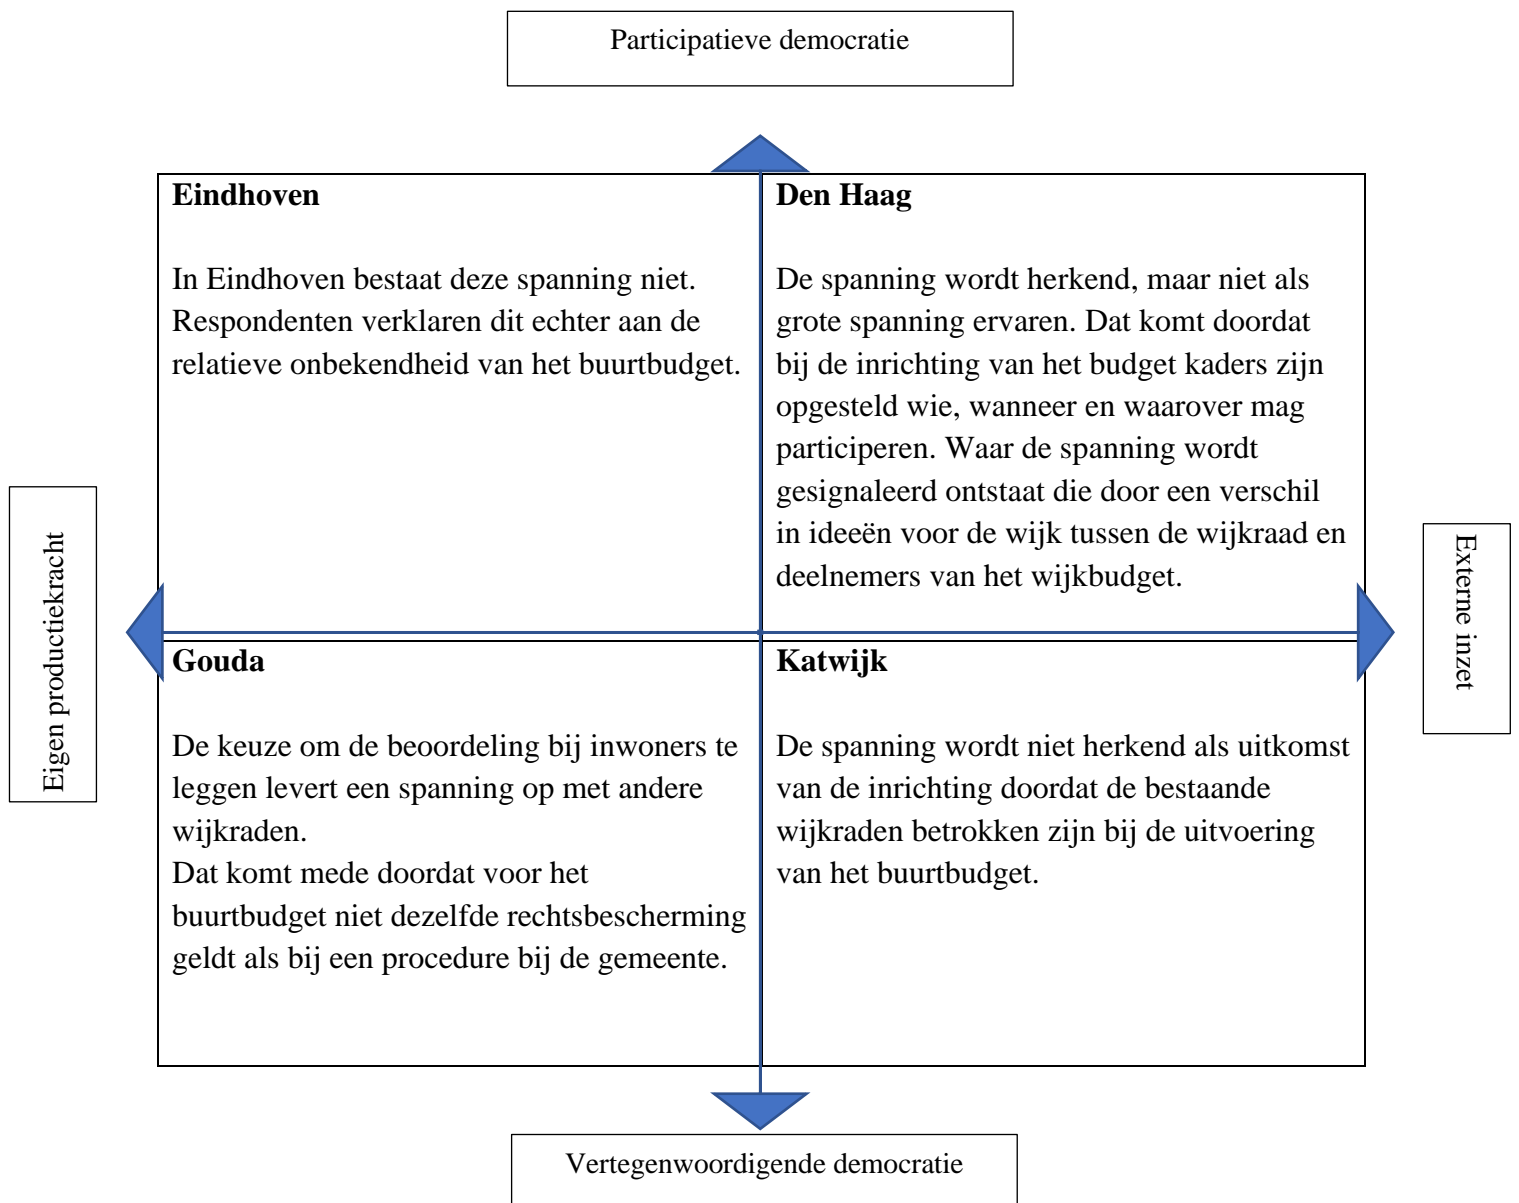 Participatieve democratie
Eindhoven
In Eindhoven bestaat deze spanning niet.
Respondenten verklaren dit echter aan de
relatieve onbekendheid van het buurtbudget.
Den Haag
De spanning wordt herkend, maar niet als
grote spanning ervaren. Dat komt doordat
bij de inrichting van het budget kaders zijn
opgesteld wie, wanneer en waarover mag
participeren. Waar de spanning wordt
gesignaleerd ontstaat die door een verschil
in ideeën voor de wijk tussen de wijkraad en
deelnemers van het wijkbudget.
Eigen productiekracht
Externe inzet
Gouda
De keuze om de beoordeling bij inwoners te
leggen levert een spanning op met andere
wijkraden.
Dat komt mede doordat voor het
buurtbudget niet dezelfde rechtsbescherming
geldt als bij een procedure bij de gemeente.
Katwijk
De spanning wordt niet herkend als uitkomst
van de inrichting doordat de bestaande
wijkraden betrokken zijn bij de uitvoering
van het buurtbudget.
Vertegenwoordigende democratie